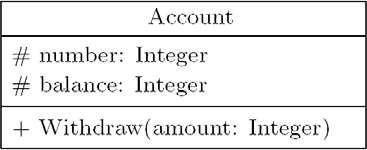 Account
# number: Integer
# balance: Integer
+ Withdraw(amount: Integer)